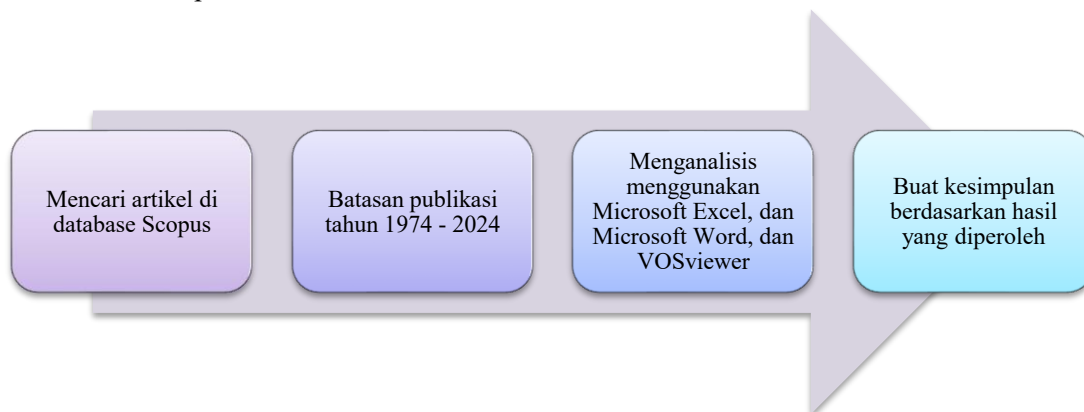 Mencari artikel di
database Scopus
Batasan publikasi
tahun 1974 - 2024
Menganalisis
menggunakan
Microsoft Excel, dan
Microsoft Word, dan
VOSviewer
Buat kesimpulan
berdasarkan hasil
yang diperoleh